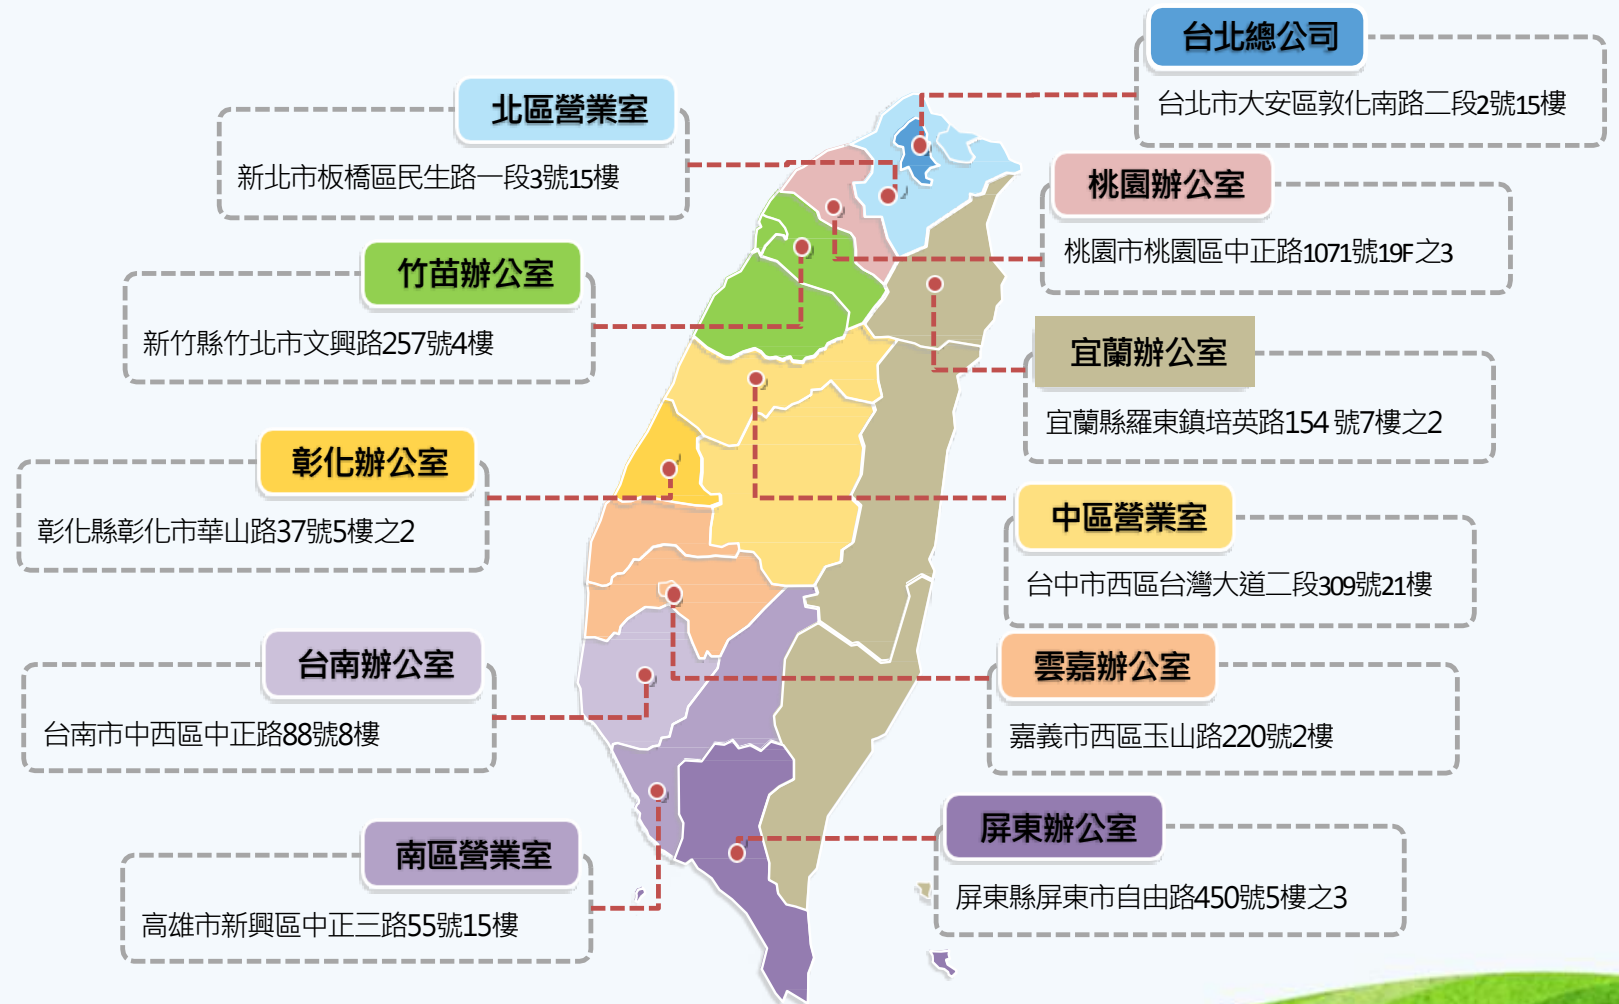 台北總公司
台北市大安區敦化南路二段2號15樓
北區營業室
新北市板橋區民生路一段3號15樓
桃園辦公室
桃園市桃園區中正路1071號19F之3
竹苗辦公室
新竹縣竹北市文興路257號4樓
宜蘭辦公室
宜蘭縣羅東鎮培英路154 號7樓之2
彰化辦公室
彰化縣彰化市華山路37號5樓之2
中區營業室
台中市西區台灣大道二段309號21樓
台南辦公室
台南市中西區中正路88號8樓
雲嘉辦公室
嘉義市西區玉山路220號2樓
南區營業室
高雄市新興區中正三路55號15樓
屏東辦公室
屏東縣屏東市自由路450號5樓之3